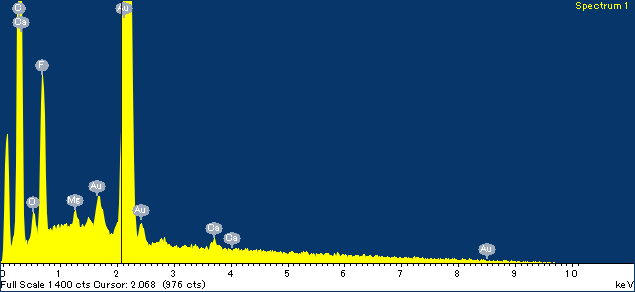 Spectrum 1
C
Ca
Au
F
O
Mg
Au
Au
Ca
Ca
Au
0 1 2 3 4 5 6 7 8 9 10
Full Scale 1400 cts Cursor: 2.068 (976 cts) keV